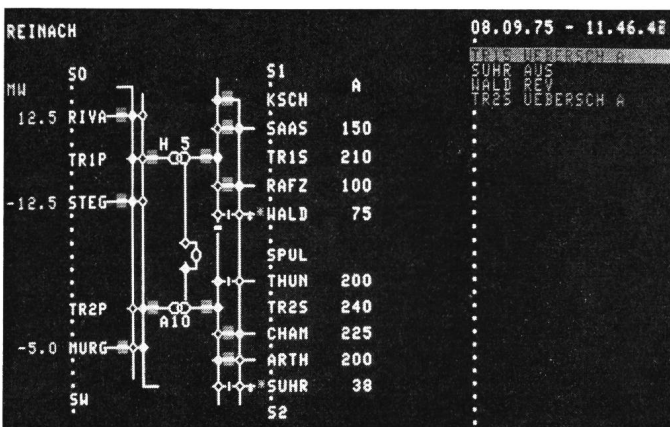 REINACH
08.09.75 - 11.46.48
TR1S UEBERSCH A
SUHR AUS
WALD REV
TR2S UEBERSCH A
SO
S1
A
MW
KSCH
12.5 RIVA
SAAS 150
H 5
TR1P
TR1S 210
RAFZ 100
-12.5 STEG
*WALD 75
SPUL
THUN 200
TR2P
TR2S 240
A10
CHAM 225
-5.0 MURG
ARTH 200
*SUHR 38
SW
S2